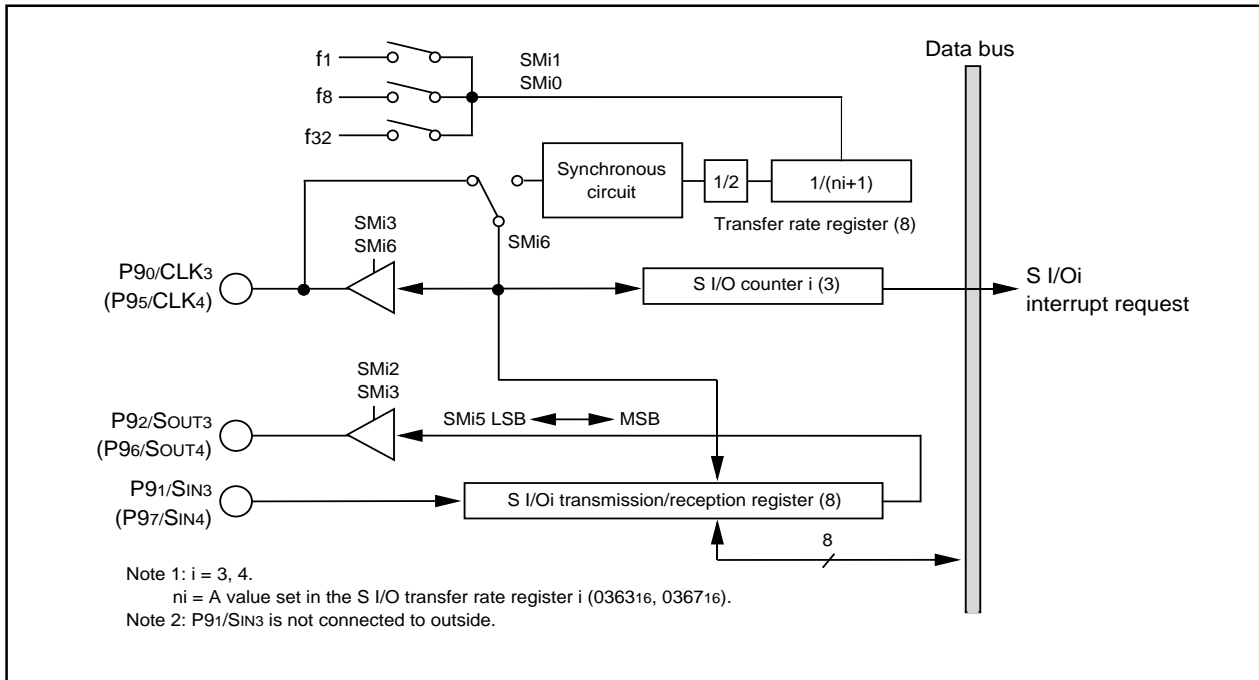 Data bus
f1
SMi1
SMi0
f8
f32
Synchronous
circuit
1/2
1/(ni+1)
Transfer rate register (8)
SMi3
SMi6
SMi6
P90/CLK3
(P95/CLK4)
S I/O counter i (3)
S I/Oi
interrupt request
SMi2
SMi3
P92/SOUT3
(P96/SOUT4)
SMi5 LSB
MSB
P91/SIN3
(P97/SIN4)
S I/Oi transmission/reception register (8)
8
Note 1: i = 3, 4.
ni = A value set in the S I/O transfer rate register i (036316, 036716).
Note 2: P91/SIN3 is not connected to outside.